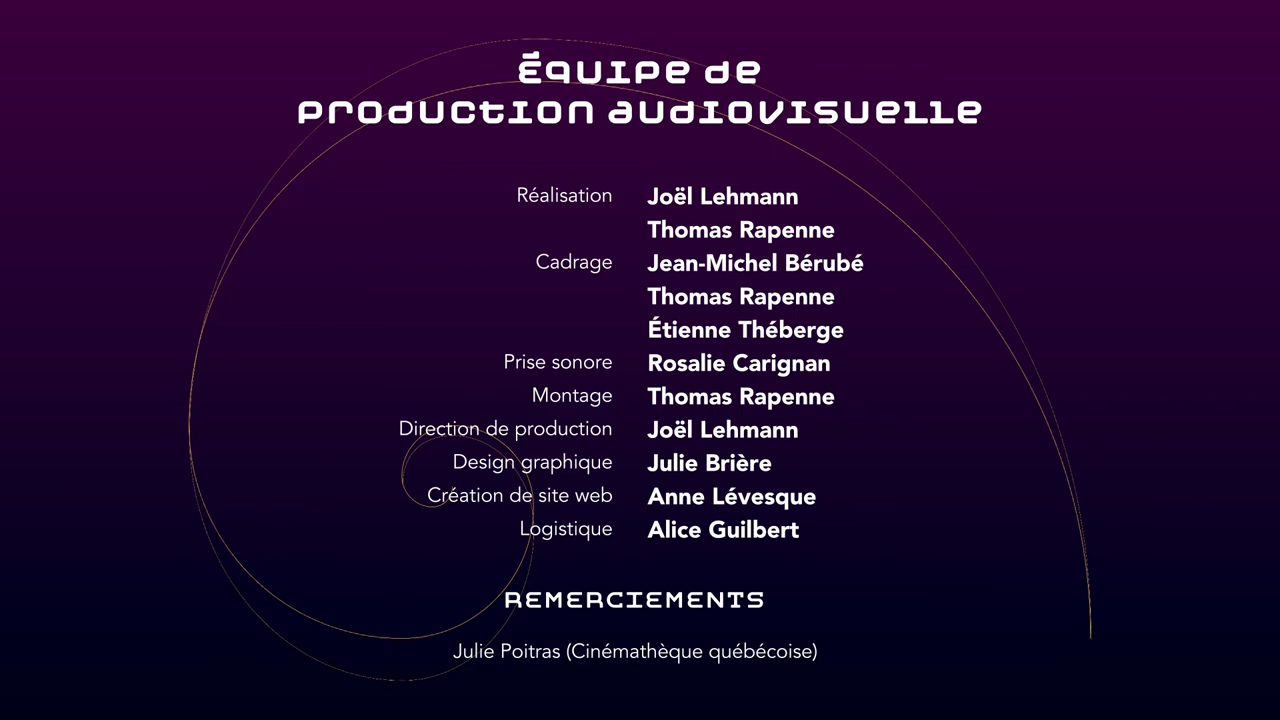 Équipe de
production audiovisuelle
Réalisation Joël Lehmann
Thomas Rapenne
Cadrage Jean-Michel Bérubé
Thomas Rapenne
Étienne Théberge
Prise sonore Rosalie Carignan
Montage Thomas Rapenne
Direction de production Joël Lehmann
Design graphique Julie Brière
Création de site web Anne Lévesque
Logistique Alice Guilbert
REMERCIEMENTS
Julie Poitras (Cinémathèque québécoise)